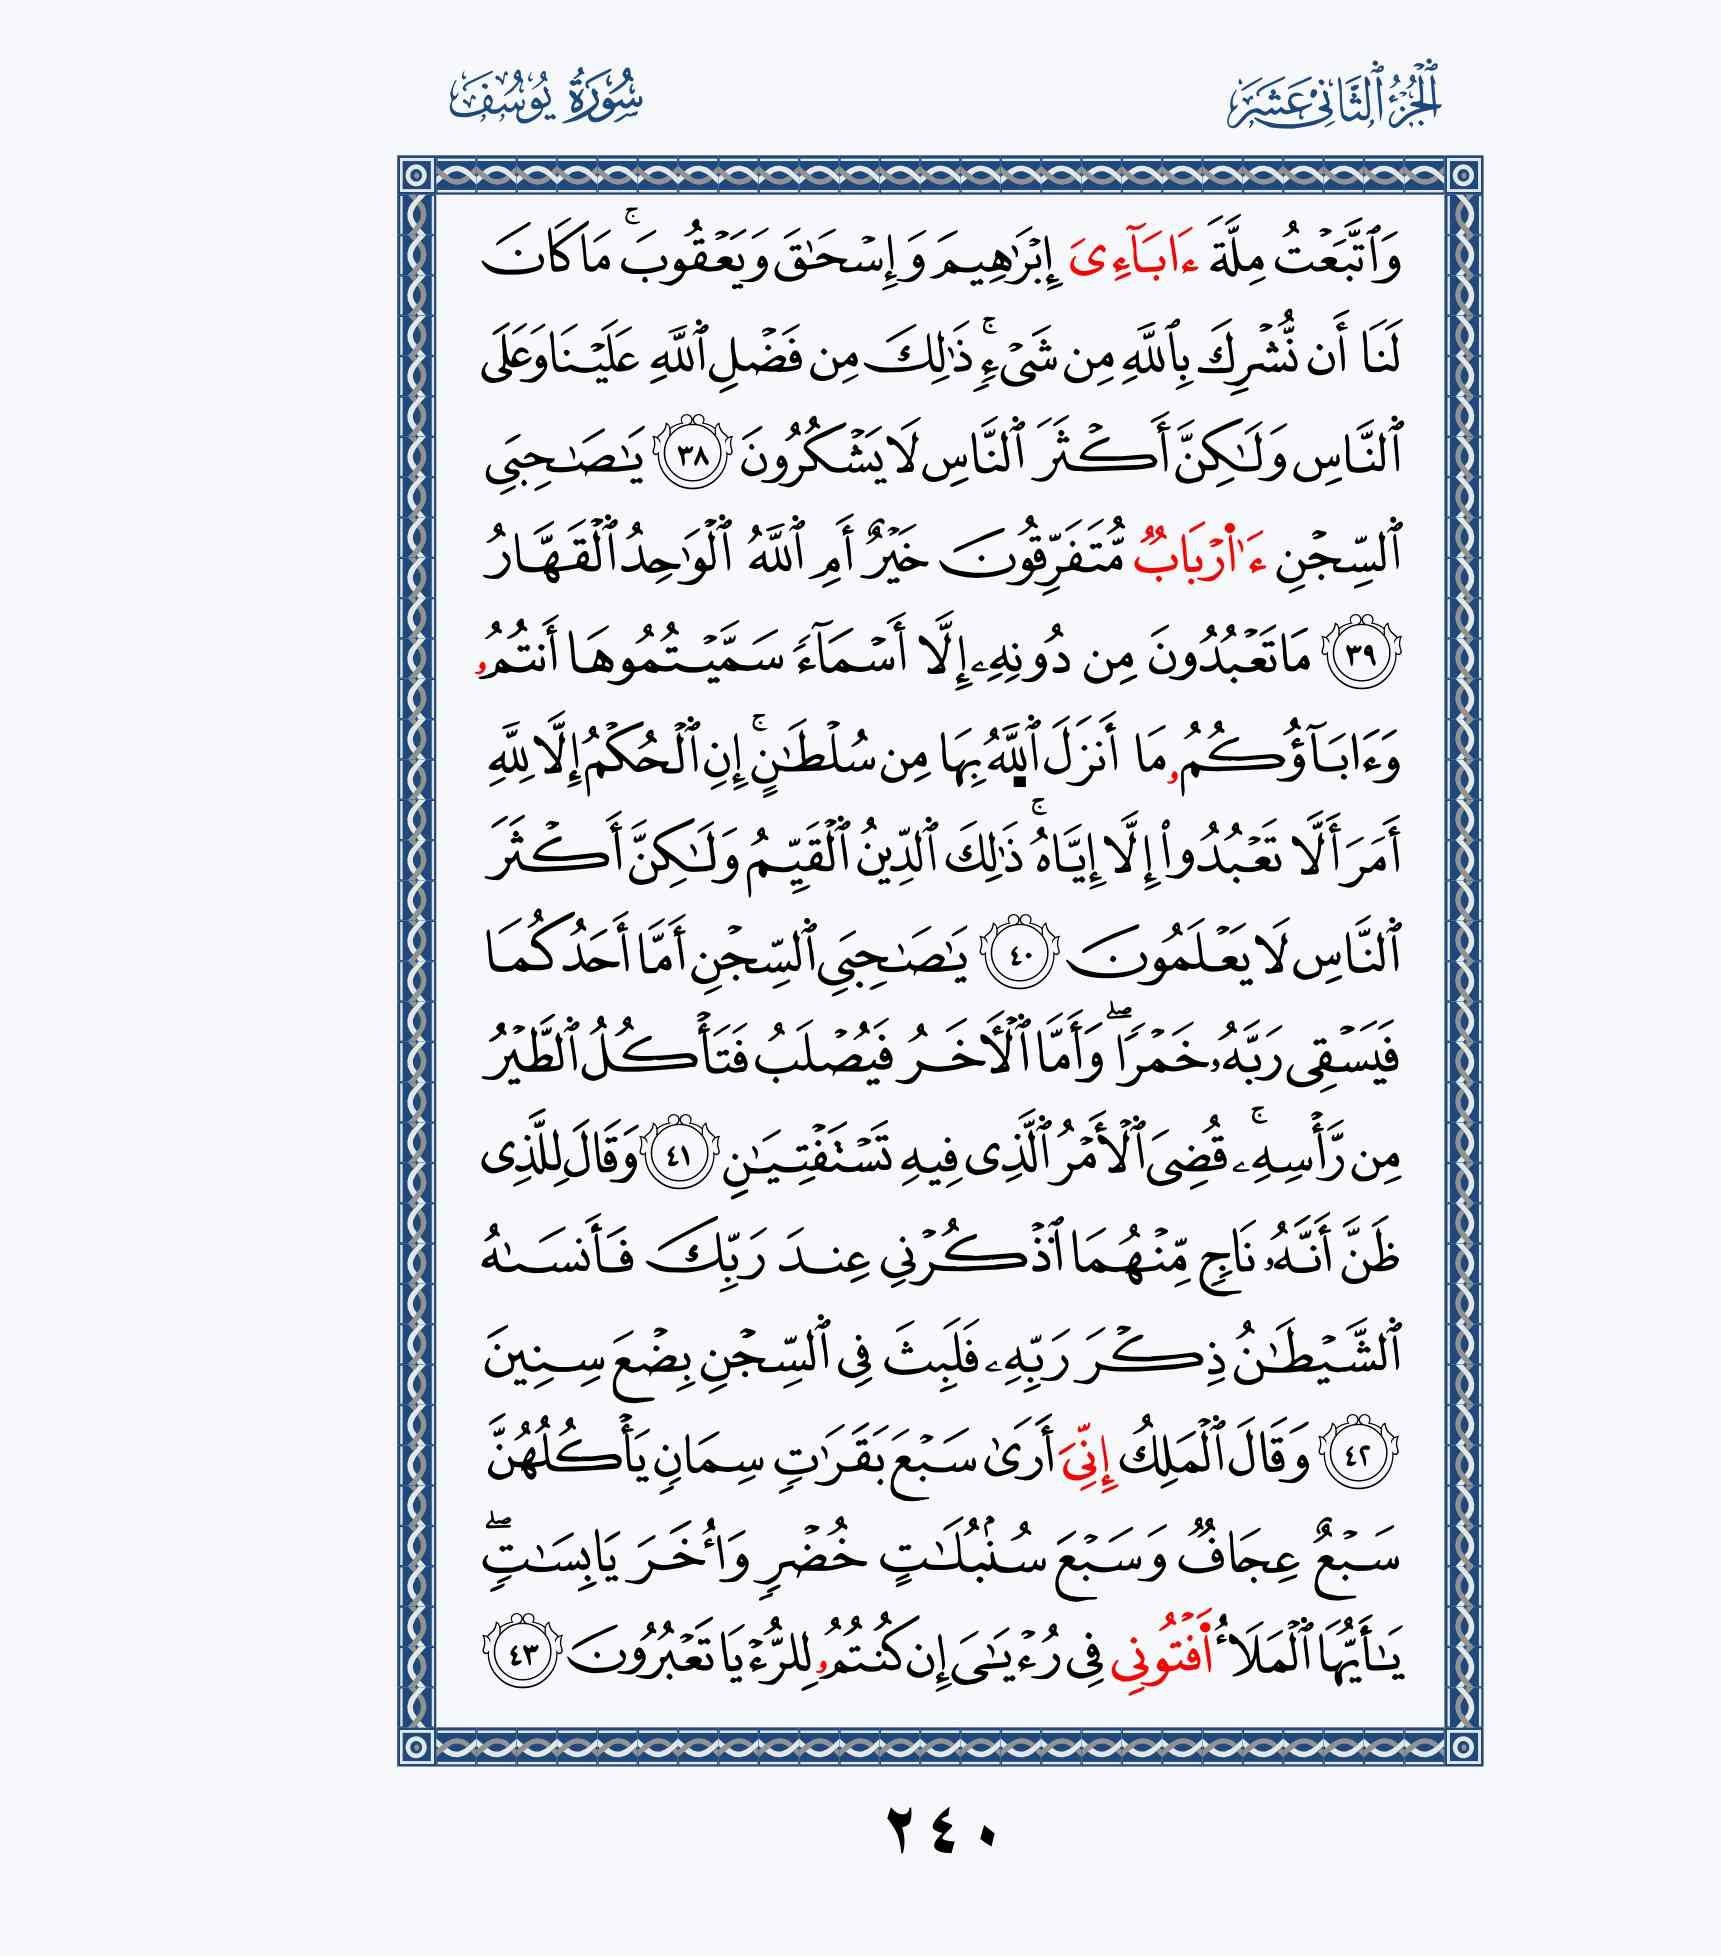 ٱلْجُزْءُ ٱلثَّانِي عَشَرَ
سُورَةُ يُوسُفَ
وَٱتَّبَعۡتُ مِلَّةَ ءَابَآءِىَ إِبۡرَٰهِيمَ وَإِسۡحَٰقَ وَيَعۡقُوبَۚ مَا كَانَ
لَنَا أَن نُّشۡرِكَ بِٱللَّهِ مِن شَىۡءٖۚ ذَٰلِكَ مِن فَضۡلِ ٱللَّهِ عَلَيۡنَا وَعَلَى
ٱلنَّاسِ وَلَٰكِنَّ أَكۡثَرَ ٱلنَّاسِ لَا يَشۡكُرُونَ ٣٨ يَٰصَٰحِبَيِ
ٱلسِّجۡنِ ءَاٰ۬رۡبَابٞ مُّتَفَرِّقُونَ خَيۡرٌ أَمِ ٱللَّهُ ٱلۡوَٰحِدُ ٱلۡقَهَّارُ
٣٩ مَا تَعۡبُدُونَ مِن دُونِهِۦ إِلَّا أَسۡمَآءٗ سَمَّيۡتُمُوهَا أَنتُمُۥ
وَءَابَآؤُكُمُۥ مَا أَنزَلَ ٱللَّهُ بِهَا مِن سُلۡطَٰنٍۚ إِنِ ٱلۡحُكۡمُ إِلَّا لِلَّهِ
أَمَرَ أَلَّا تَعۡبُدُواْ إِلَّا إِيَّاهُۚ ذَٰلِكَ ٱلدِّينُ ٱلۡقَيِّمُ وَلَٰكِنَّ أَكۡثَرَ
ٱلنَّاسِ لَا يَعۡلَمُونَ ٤٠ يَٰصَٰحِبَيِ ٱلسِّجۡنِ أَمَّا أَحَدُكُمَا
فَيَسۡقِى رَبَّهُۥ خَمۡرٗاۖ وَأَمَّا ٱلۡأٓخَرُ فَيُصۡلَبُ فَتَأۡكُلُ ٱلطَّيۡرُ
مِن رَّأۡسِهِۦۚ قُضِىَ ٱلۡأَمۡرُ ٱلَّذِى فِيهِ تَسۡتَفۡتِيَٰنِ ٤١ وَقَالَ لِلَّذِى
ظَنَّ أَنَّهُۥ نَاجٖ مِّنۡهُمَا ٱذۡكُرۡنِي عِندَ رَبِّكَ فَأَنسَىٰهُ
ٱلشَّيۡطَٰنُ ذِكۡرَ رَبِّهِۦ فَلَبِثَ فِى ٱلسِّجۡنِ بِضۡعَ سِنِينَ
٤٢ وَقَالَ ٱلۡمَلِكُ إِنِّىَ أَرَىٰ سَبۡعَ بَقَرَٰتٖ سِمَانٖ يَأۡكُلُهُنَّ
سَبۡعٌ عِجَافٞ وَسَبۡعَ سُنۢبُلَٰتٍ خُضۡرٖ وَأُخَرَ يَابِسَٰتٖۖ
يَٰأَيُّهَا ٱلۡمَلَأُ اَ۬فۡتُونِي فِى رُءۡيَٰىَ إِن كُنتُمُۥ لِلرُّءۡيَا تَعۡبُرُونَ ٤٣
٢٤٠